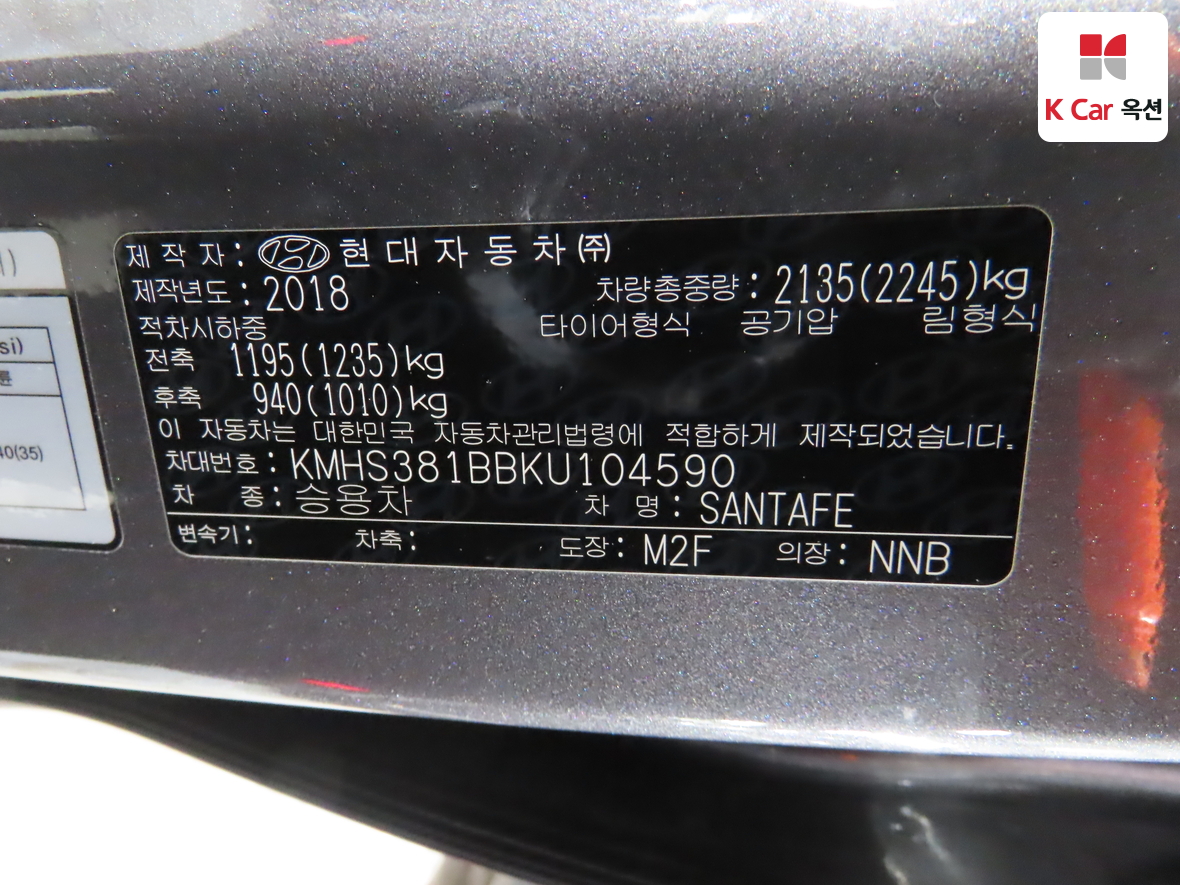 K Car 옥션
제 작 자 : 현 대 자 동 차 ㈜
제작년도 : 2018
차량총중량 : 2135(2245)kg
적차시하중
타이어형식 공기압 림형식
전축 1195(1235)kg
후축 940(1010)kg
이 자동차는 대한민국 자동차관리법령에 적합하게 제작되었습니다.
차대번호 : KMHS381BBKU104590
차 종 : 승용차
차 명 : SANTAFE
변속기 : 차축 : 도장 : M2F 의장 : NNB
si)
40(35)